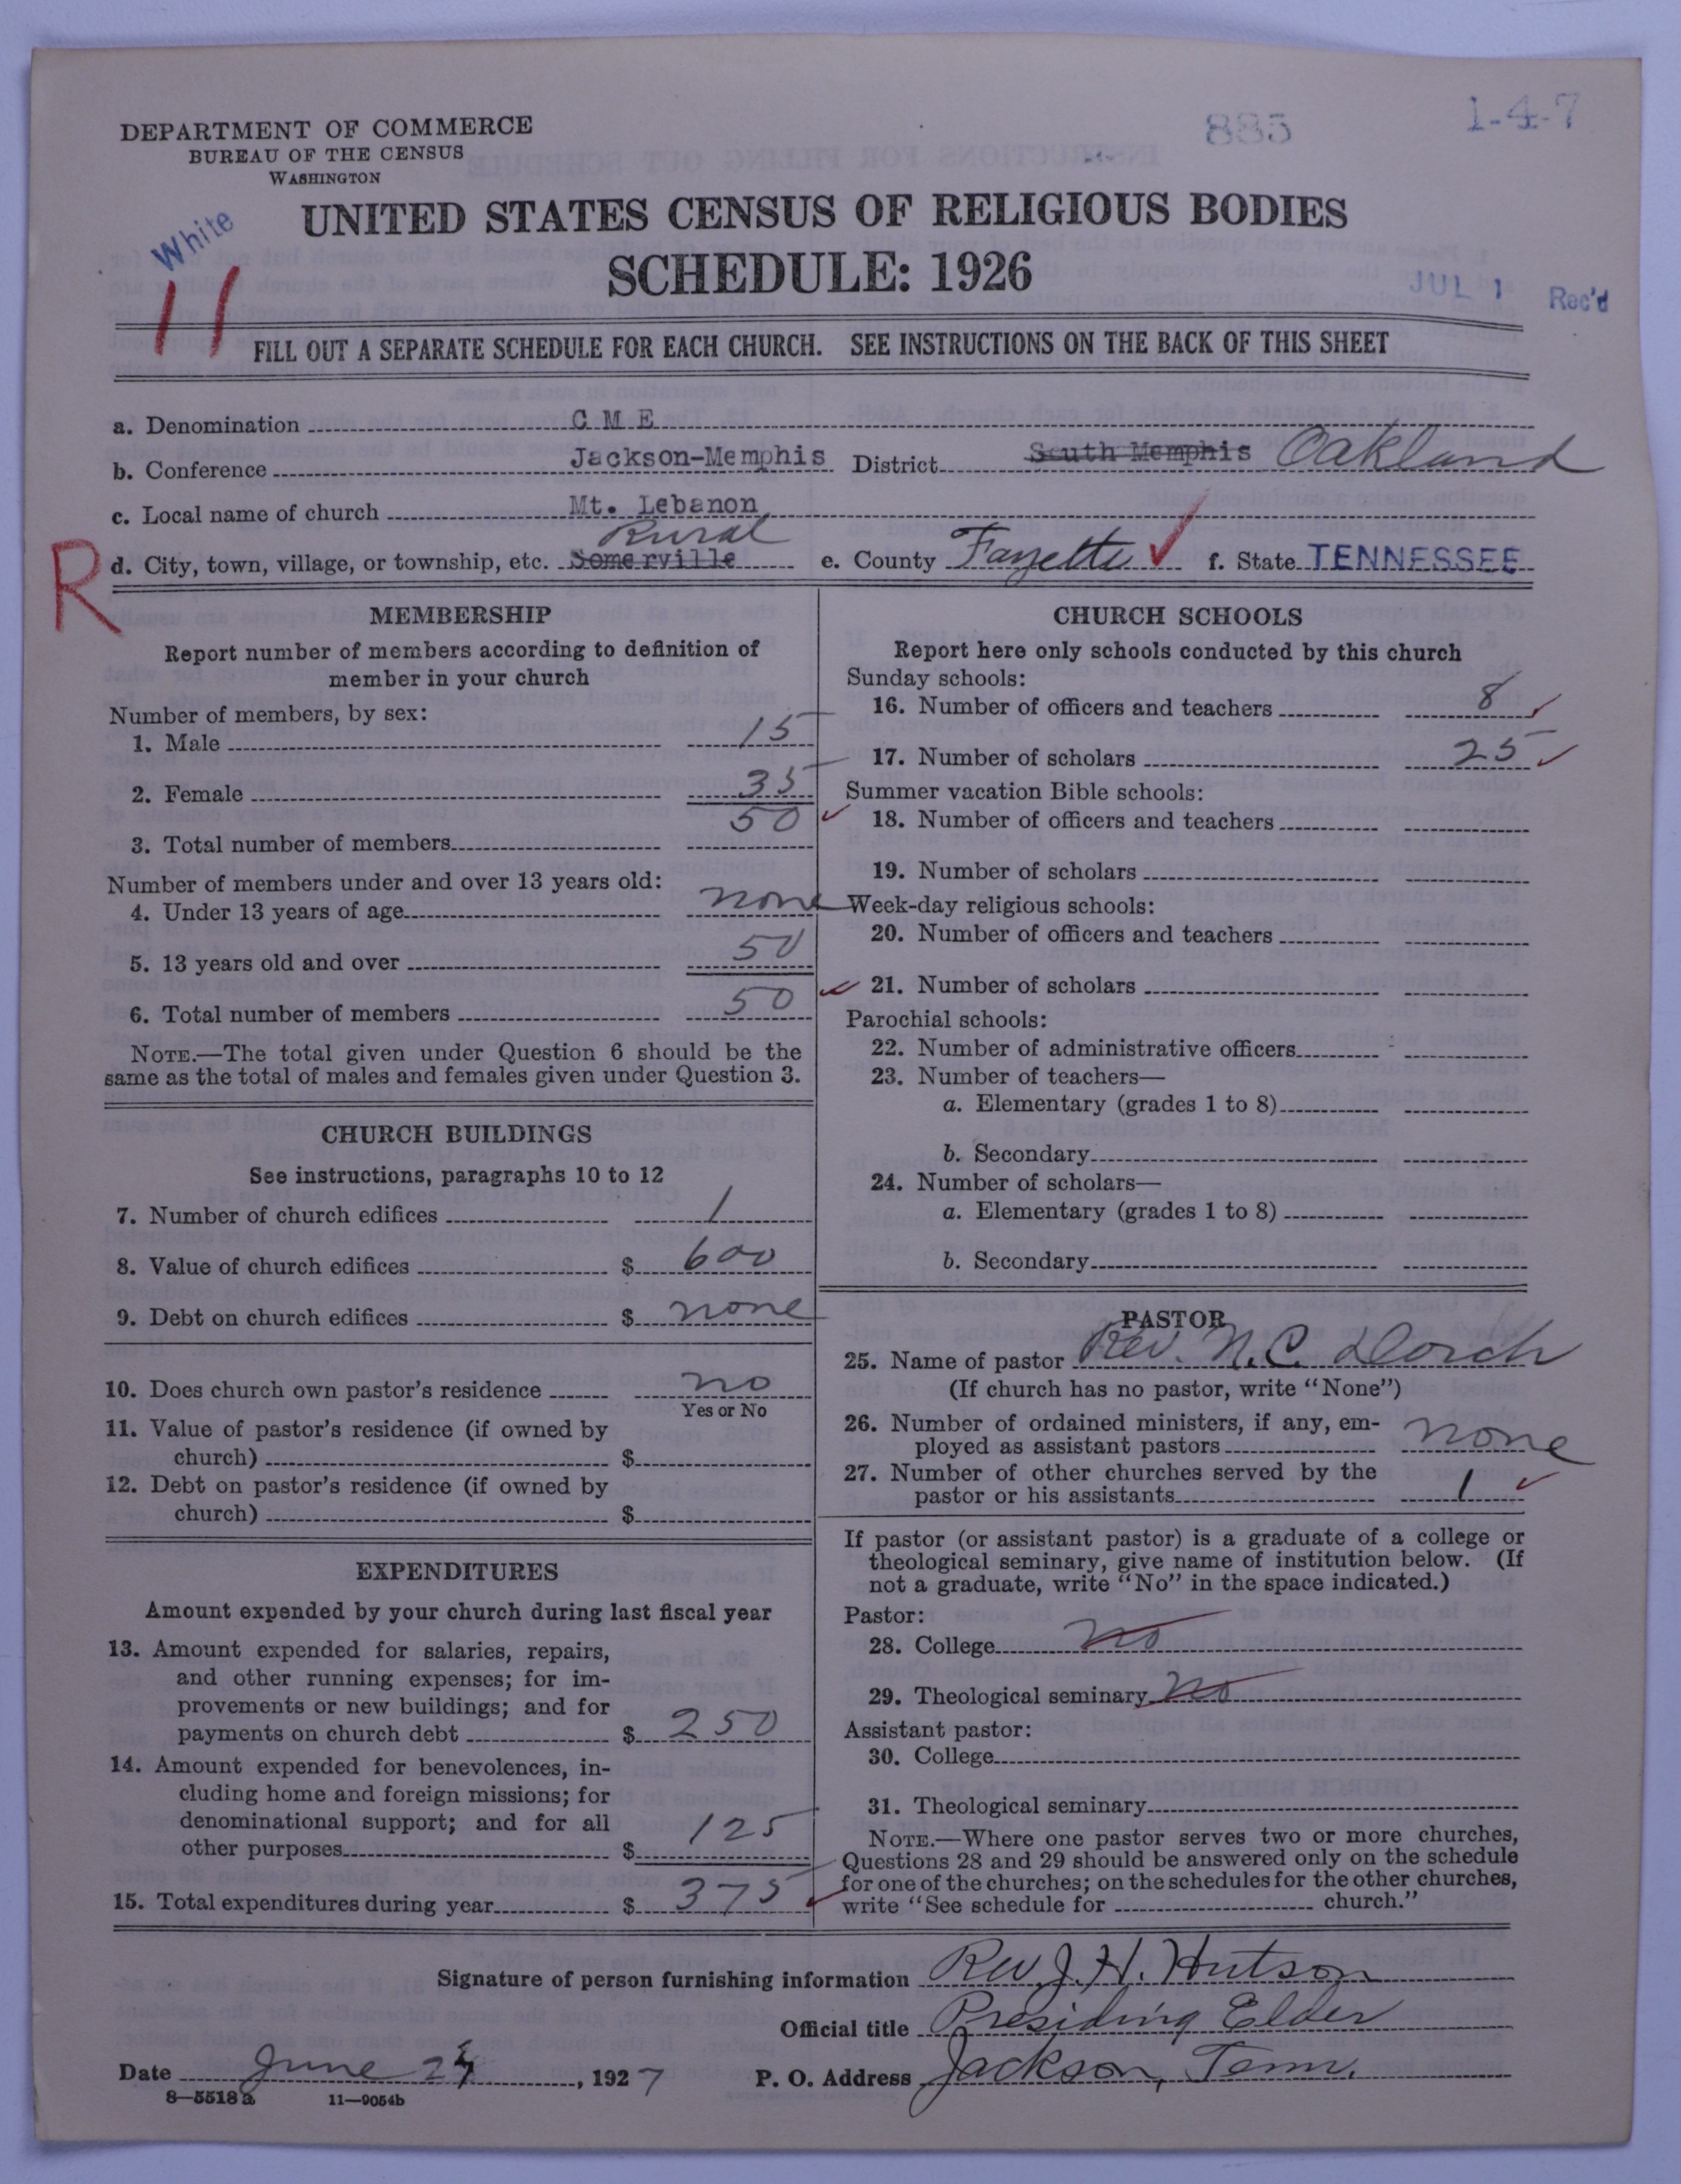 885
1-4-7
DEPARTMENT OF COMMERCE
BUREAU OF THE CENSUS
WASHINGTON
White
11
UNITED STATES CENSUS OF RELIGIOUS BODIES
SCHEDULE: 1926
JUL 1 Rec'd
FILL OUT A SEPARATE SCHEDULE FOR EACH CHURCH. SEE INSTRUCTIONS ON THE BACK OF THIS SHEET
a. Denomination C M E
b. Conference Jackson-Memphis District South Memphis Oakland
c. Local name of church Mt. Lebanon
Rural
R d. City, town, village, or township, etc. Somerville e. County Fayette f. State TENNESSEE
MEMBERSHIP
Report number of members according to definition of
member in your church
Number of members, by sex:
1. Male 15
2. Female 35
3. Total number of members 50
Number of members under and over 13 years old:
4. Under 13 years of age none
5. 13 years old and over 50
6. Total number of members 50
NOTE.—The total given under Question 6 should be the
same as the total of males and females given under Question 3.
CHURCH BUILDINGS
See instructions, paragraphs 10 to 12
7. Number of church edifices 1
8. Value of church edifices $ 600
9. Debt on church edifices $ none
10. Does church own pastor's residence no
Yes or No
11. Value of pastor's residence (if owned by
church) $
12. Debt on pastor's residence (if owned by
church) $
EXPENDITURES
Amount expended by your church during last fiscal year
13. Amount expended for salaries, repairs,
and other running expenses; for im-
provements or new buildings; and for
payments on church debt $ 250
14. Amount expended for benevolences, in-
cluding home and foreign missions; for
denominational support; and for all
other purposes $ 125
15. Total expenditures during year $ 375
CHURCH SCHOOLS
Report here only schools conducted by this church
Sunday schools:
16. Number of officers and teachers 8
17. Number of scholars 25
Summer vacation Bible schools:
18. Number of officers and teachers
19. Number of scholars
Week-day religious schools:
20. Number of officers and teachers
21. Number of scholars
Parochial schools:
22. Number of administrative officers
23. Number of teachers—
a. Elementary (grades 1 to 8)
b. Secondary
24. Number of scholars—
a. Elementary (grades 1 to 8)
b. Secondary
PASTOR
25. Name of pastor Rev. N. C. Dorch
(If church has no pastor, write "None")
26. Number of ordained ministers, if any, em-
ployed as assistant pastors none
27. Number of other churches served by the
pastor or his assistants 1
If pastor (or assistant pastor) is a graduate of a college or
theological seminary, give name of institution below. (If
not a graduate, write "No" in the space indicated.)
Pastor:
28. College no
29. Theological seminary no
Assistant pastor:
30. College
31. Theological seminary
NOTE.—Where one pastor serves two or more churches,
Questions 28 and 29 should be answered only on the schedule
for one of the churches; on the schedules for the other churches,
write "See schedule for church."
Signature of person furnishing information Rev. J. H. Hutson
Official title Presiding Elder
Date June 24, 1927 P. O. Address Jackson, Tenn.
8—5518 a 11—9054b